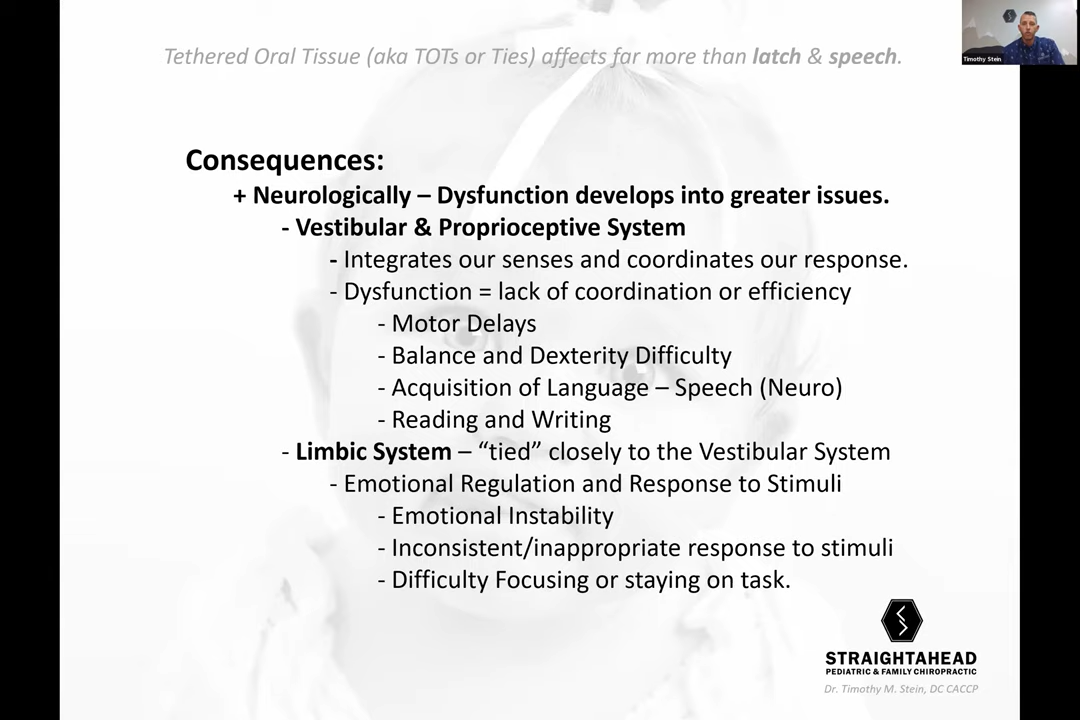 Timothy Stein
Tethered Oral Tissue (aka TOTs or Ties) affects far more than latch & speech.
Consequences:
+ Neurologically – Dysfunction develops into greater issues.
- Vestibular & Proprioceptive System
- Integrates our senses and coordinates our response.
- Dysfunction = lack of coordination or efficiency
- Motor Delays
- Balance and Dexterity Difficulty
- Acquisition of Language – Speech (Neuro)
- Reading and Writing
- Limbic System – “tied” closely to the Vestibular System
- Emotional Regulation and Response to Stimuli
- Emotional Instability
- Inconsistent/inappropriate response to stimuli
- Difficulty Focusing or staying on task.
STRAIGHTAHEAD
PEDIATRIC & FAMILY CHIROPRACTIC
Dr. Timothy M. Stein, DC CACCP